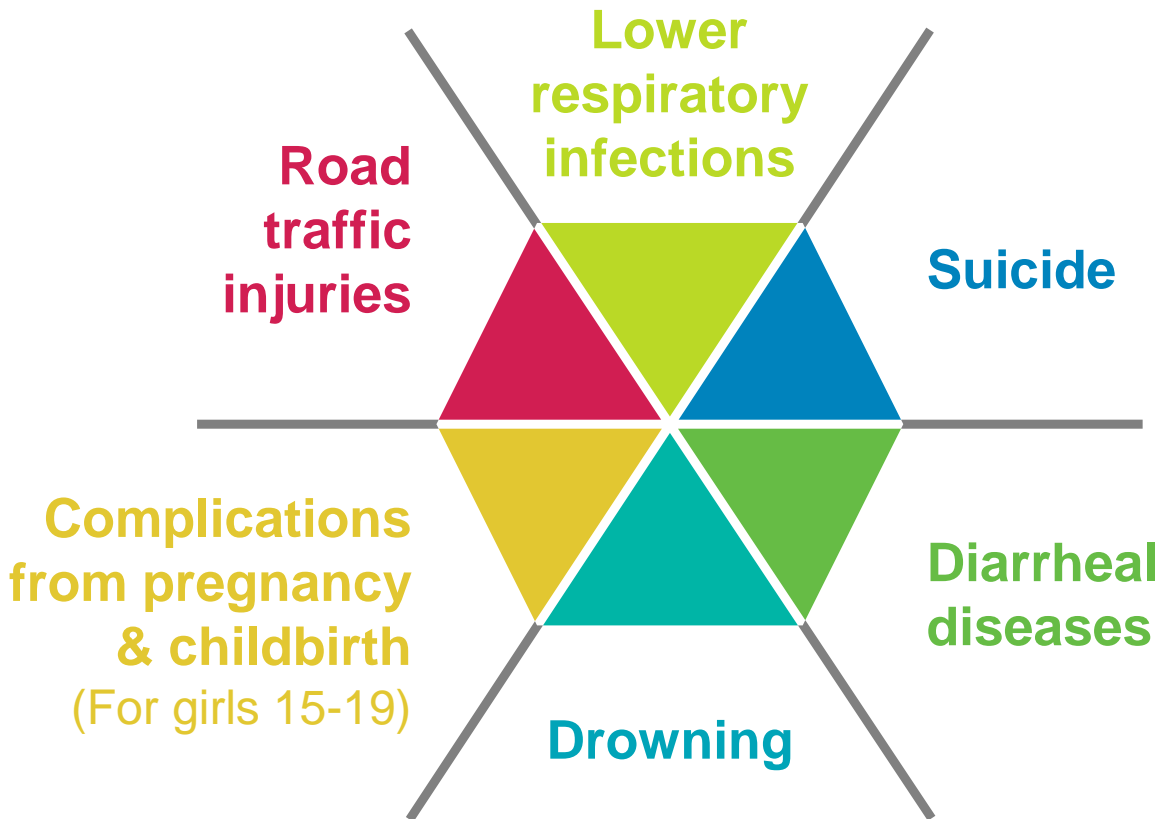 Lower
respiratory
infections
Road
traffic
injuries
Suicide
Complications
from pregnancy
& childbirth
(For girls 15-19)
Diarrheal
diseases
Drowning